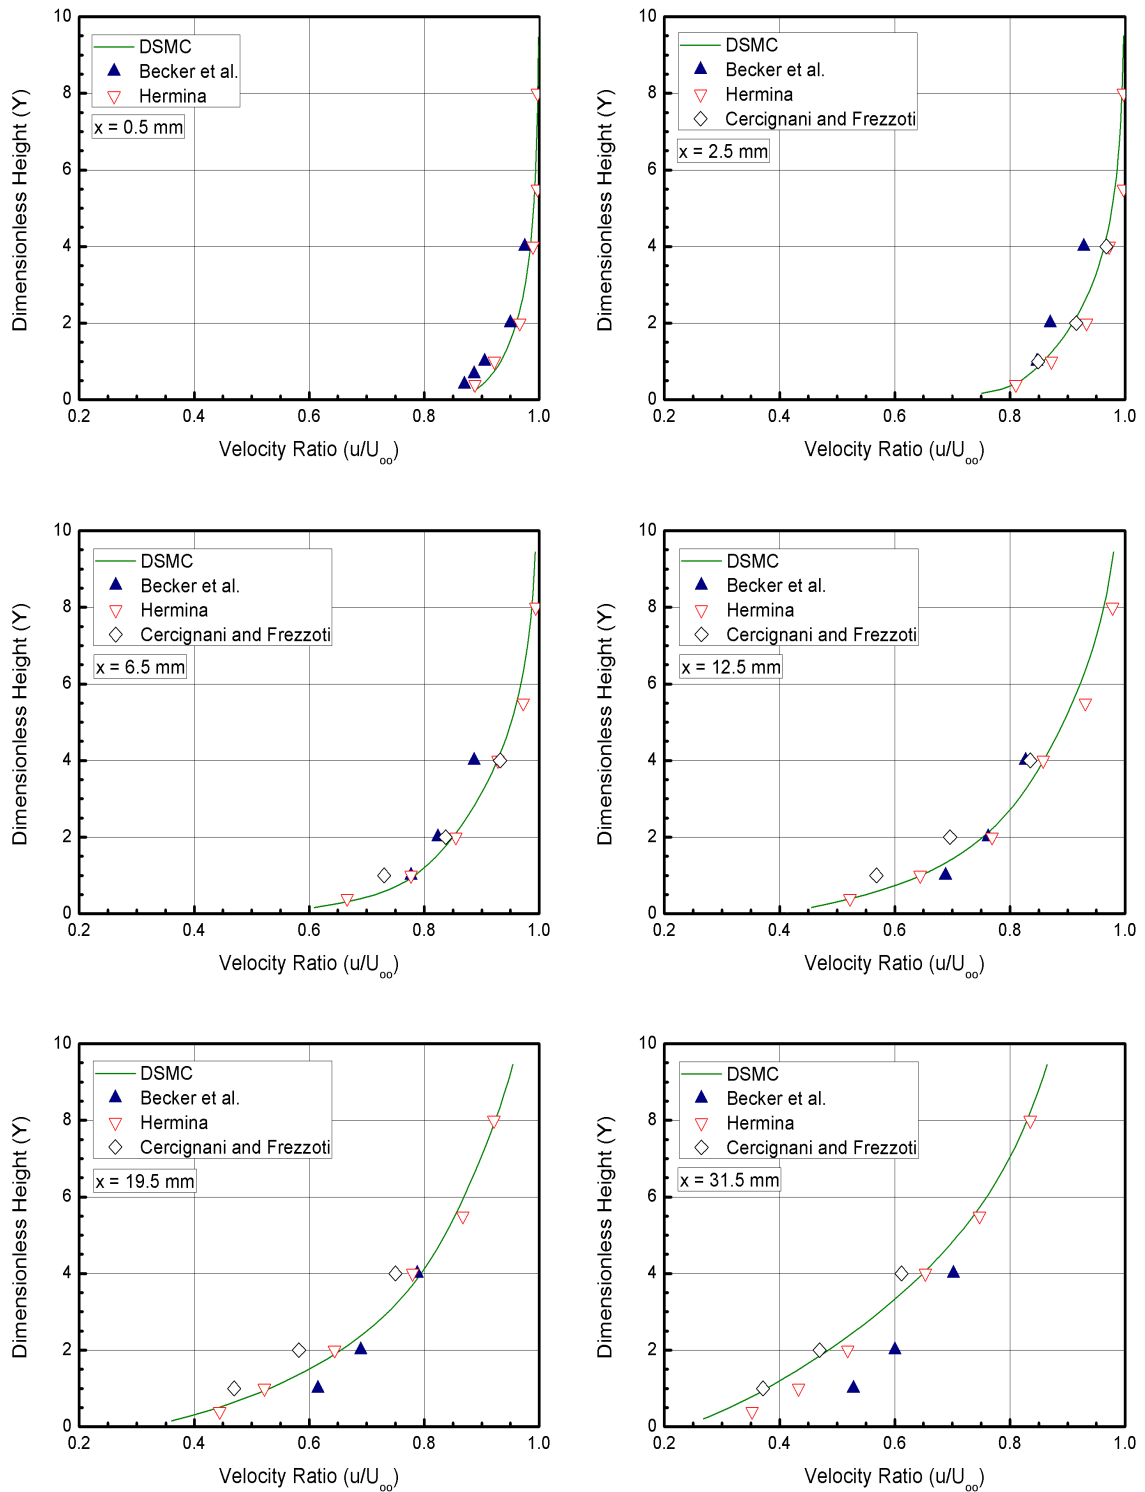 10
8
6
4
2
0
Dimensionless Height (Y)
DSMC
Becker et al.
Hermina
x = 0.5 mm
0.2 0.4 0.6 0.8 1.0
Velocity Ratio (u/Uoo)
10
8
6
4
2
0
Dimensionless Height (Y)
DSMC
Becker et al.
Hermina
Cercignani and Frezzoti
x = 2.5 mm
0.2 0.4 0.6 0.8 1.0
Velocity Ratio (u/Uoo)
10
8
6
4
2
0
Dimensionless Height (Y)
DSMC
Becker et al.
Hermina
Cercignani and Frezzoti
x = 6.5 mm
0.2 0.4 0.6 0.8 1.0
Velocity Ratio (u/Uoo)
10
8
6
4
2
0
Dimensionless Height (Y)
DSMC
Becker et al.
Hermina
Cercignani and Frezzoti
x = 12.5 mm
0.2 0.4 0.6 0.8 1.0
Velocity Ratio (u/Uoo)
10
8
6
4
2
0
Dimensionless Height (Y)
DSMC
Becker et al.
Hermina
Cercignani and Frezzoti
x = 19.5 mm
0.2 0.4 0.6 0.8 1.0
Velocity Ratio (u/Uoo)
10
8
6
4
2
0
Dimensionless Height (Y)
DSMC
Becker et al.
Hermina
Cercignani and Frezzoti
x = 31.5 mm
0.2 0.4 0.6 0.8 1.0
Velocity Ratio (u/Uoo)